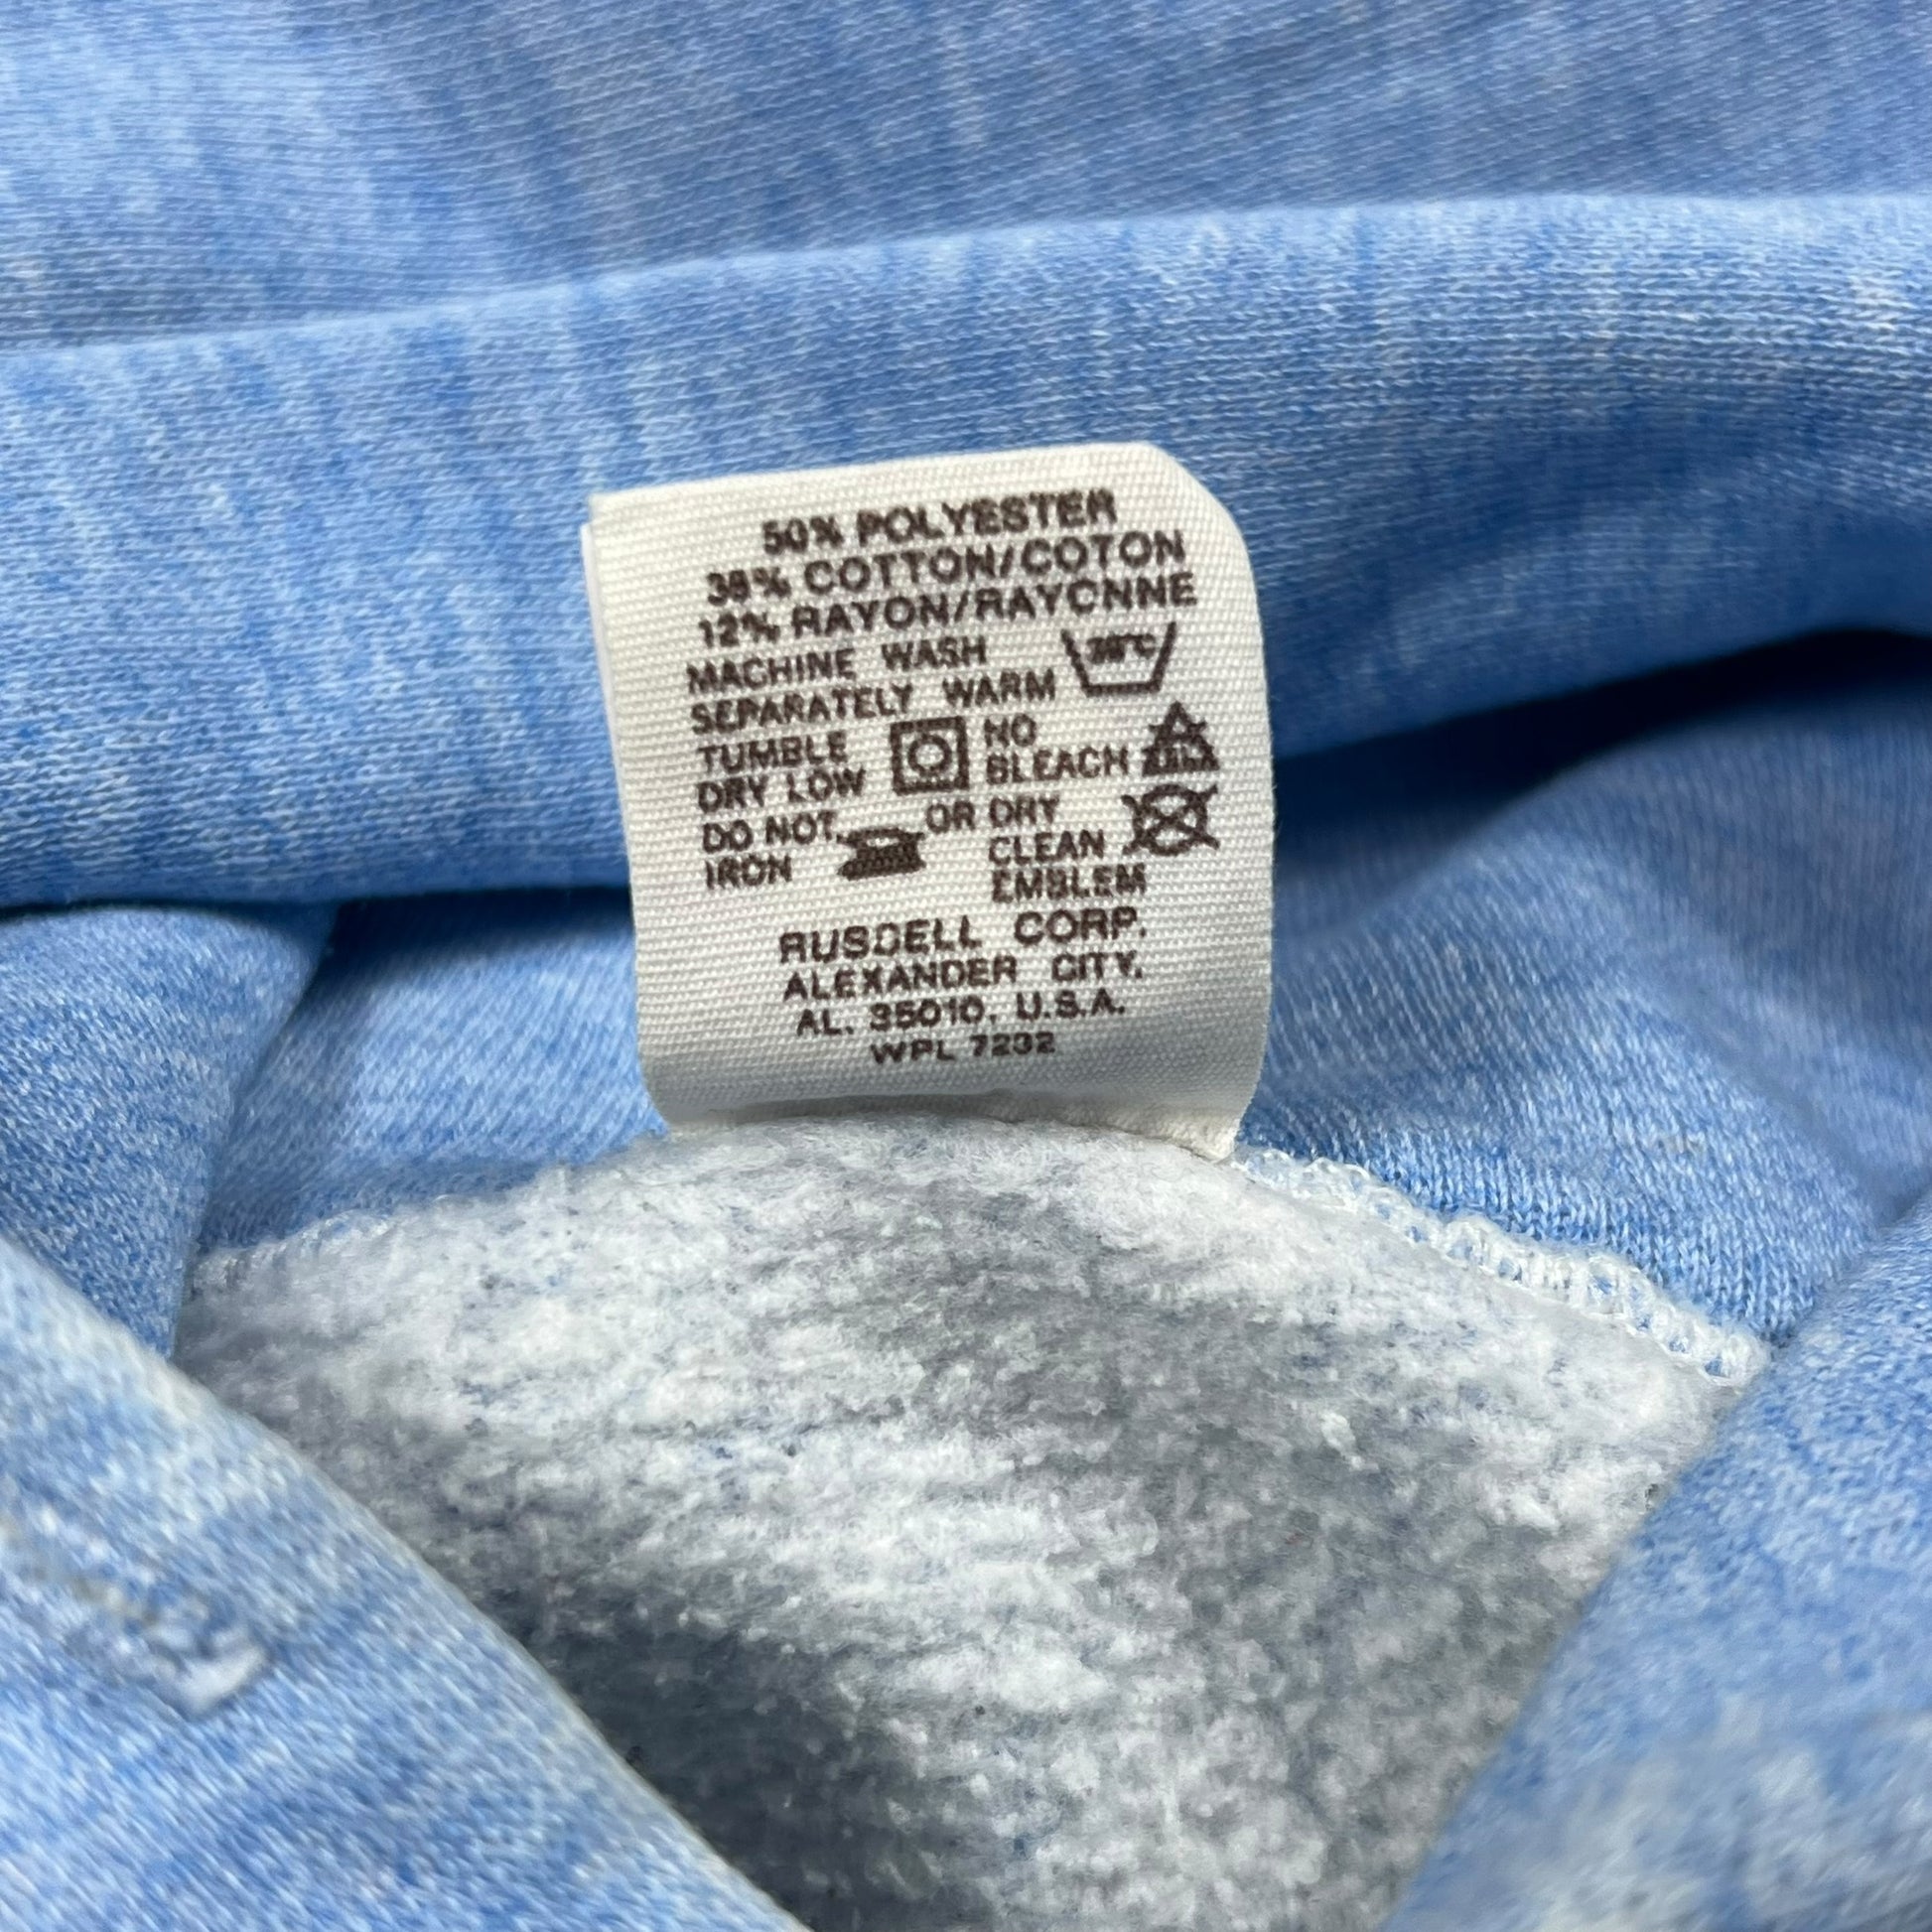 50% POLYESTER
38% COTTON/COTON
12% RAYON/RAYONNE
MACHINE WASH
SEPARATELY WARM
TUMBLE
DRY LOW
NO
BLEACH
DO NOT
IRON
OR DRY
CLEAN
EMBLEM
RUSSELL CORP.
ALEXANDER CITY,
AL. 35010, U.S.A.
WPL 7232